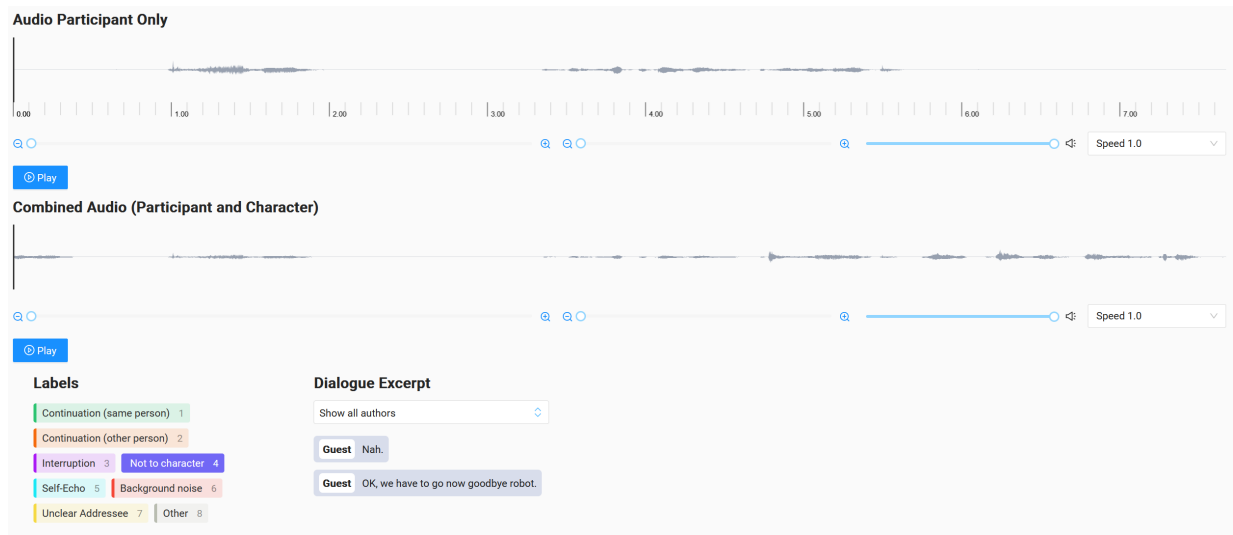 Audio Participant Only
0.00 1.00 2.00 3.00 4.00 5.00 6.00 7.00
Speed 1.0
Play
Combined Audio (Participant and Character)
Speed 1.0
Play
Labels
Continuation (same person) 1
Continuation (other person) 2
Interruption 3 Not to character 4
Self-Echo 5 Background noise 6
Unclear Addressee 7 Other 8
Dialogue Excerpt
Show all authors
Guest Nah.
Guest OK, we have to go now goodbye robot.